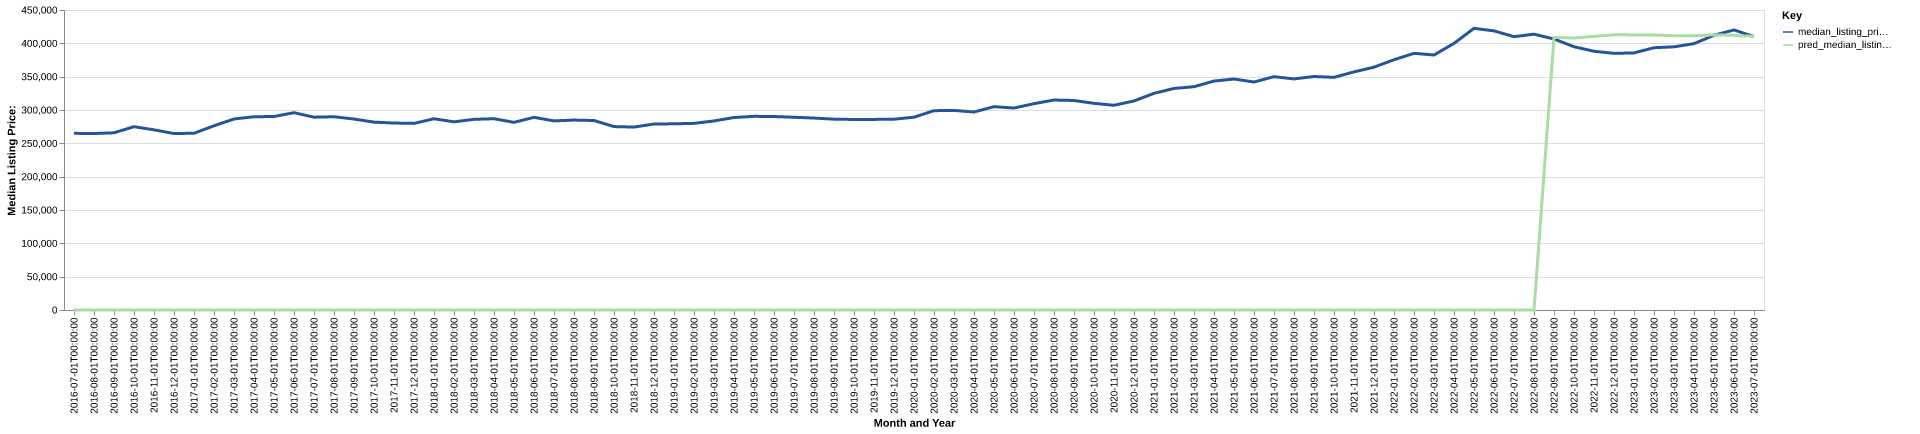 450,000
400,000
350,000
300,000
250,000
200,000
150,000
100,000
50,000
0
Median Listing Price:
2016-07-01T00:00:00
2016-08-01T00:00:00
2016-09-01T00:00:00
2016-10-01T00:00:00
2016-11-01T00:00:00
2016-12-01T00:00:00
2017-01-01T00:00:00
2017-02-01T00:00:00
2017-03-01T00:00:00
2017-04-01T00:00:00
2017-05-01T00:00:00
2017-06-01T00:00:00
2017-07-01T00:00:00
2017-08-01T00:00:00
2017-09-01T00:00:00
2017-10-01T00:00:00
2017-11-01T00:00:00
2017-12-01T00:00:00
2018-01-01T00:00:00
2018-02-01T00:00:00
2018-03-01T00:00:00
2018-04-01T00:00:00
2018-05-01T00:00:00
2018-06-01T00:00:00
2018-07-01T00:00:00
2018-08-01T00:00:00
2018-09-01T00:00:00
2018-10-01T00:00:00
2018-11-01T00:00:00
2018-12-01T00:00:00
2019-01-01T00:00:00
2019-02-01T00:00:00
2019-03-01T00:00:00
2019-04-01T00:00:00
2019-05-01T00:00:00
2019-06-01T00:00:00
2019-07-01T00:00:00
2019-08-01T00:00:00
2019-09-01T00:00:00
2019-10-01T00:00:00
2019-11-01T00:00:00
2019-12-01T00:00:00
2020-01-01T00:00:00
2020-02-01T00:00:00
2020-03-01T00:00:00
2020-04-01T00:00:00
2020-05-01T00:00:00
2020-06-01T00:00:00
2020-07-01T00:00:00
2020-08-01T00:00:00
2020-09-01T00:00:00
2020-10-01T00:00:00
2020-11-01T00:00:00
2020-12-01T00:00:00
2021-01-01T00:00:00
2021-02-01T00:00:00
2021-03-01T00:00:00
2021-04-01T00:00:00
2021-05-01T00:00:00
2021-06-01T00:00:00
2021-07-01T00:00:00
2021-08-01T00:00:00
2021-09-01T00:00:00
2021-10-01T00:00:00
2021-11-01T00:00:00
2021-12-01T00:00:00
2022-01-01T00:00:00
2022-02-01T00:00:00
2022-03-01T00:00:00
2022-04-01T00:00:00
2022-05-01T00:00:00
2022-06-01T00:00:00
2022-07-01T00:00:00
2022-08-01T00:00:00
2022-09-01T00:00:00
2022-10-01T00:00:00
2022-11-01T00:00:00
2022-12-01T00:00:00
2023-01-01T00:00:00
2023-02-01T00:00:00
2023-03-01T00:00:00
2023-04-01T00:00:00
2023-05-01T00:00:00
2023-06-01T00:00:00
2023-07-01T00:00:00
Month and Year
Key
median_listing_pri…
pred_median_listin…